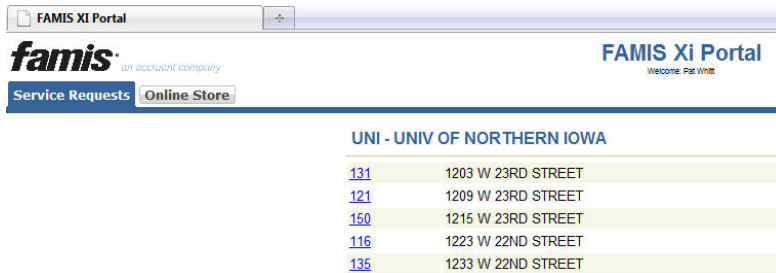 FAMIS XI Portal
famis
an accruent company
FAMIS Xi Portal
Welcome: Pat Whitt
Service Requests Online Store
UNI - UNIV OF NORTHERN IOWA
131 1203 W 23RD STREET
121 1209 W 23RD STREET
150 1215 W 23RD STREET
116 1223 W 22ND STREET
135 1233 W 22ND STREET